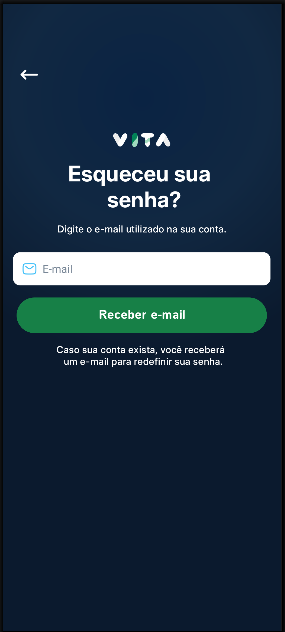 VITA
Esqueceu sua
senha?
Digite o e-mail utilizado na sua conta.
E-mail
Receber e-mail
Caso sua conta exista, você receberá
um e-mail para redefinir sua senha.